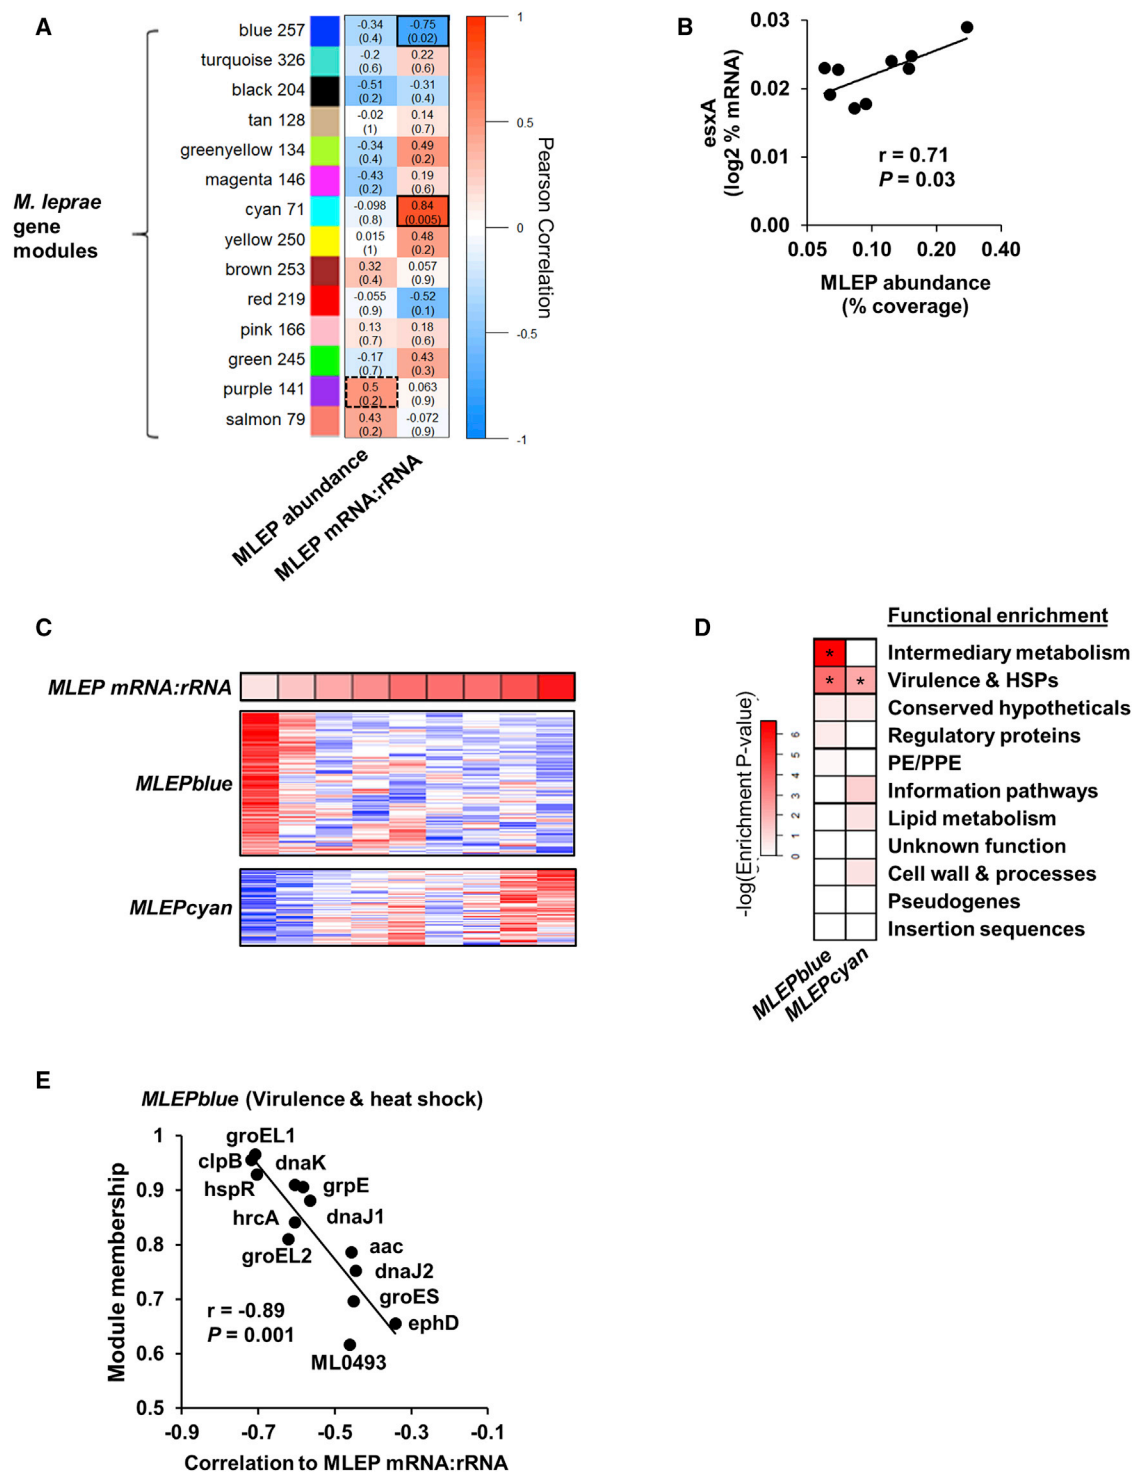 A
M. leprae
gene
modules
blue 257
-0.34
(0.4)
-0.75
(0.02)
turquoise 326
-0.2
(0.6)
0.22
(0.6)
black 204
-0.51
(0.2)
-0.31
(0.4)
tan 128
-0.02
(1)
0.14
(0.7)
greenyellow 134
-0.34
(0.4)
0.49
(0.2)
magenta 146
-0.43
(0.2)
0.19
(0.6)
cyan 71
-0.098
(0.8)
0.84
(0.005)
yellow 250
0.015
(1)
0.48
(0.2)
brown 253
0.32
(0.4)
0.057
(0.9)
red 219
-0.055
(0.9)
-0.52
(0.1)
pink 166
0.13
(0.7)
0.18
(0.6)
green 245
-0.17
(0.7)
0.43
(0.3)
purple 141
0.5
(0.2)
0.063
(0.9)
salmon 79
0.43
(0.2)
-0.072
(0.9)
MLEP abundance
MLEP mRNA:rRNA
1
0.5
0
-0.5
-1
Pearson Correlation
B
esxA
(log2 % mRNA)
0.03
0.02
0.01
0.00
r = 0.71
P = 0.03
0.05 0.10 0.20 0.40
MLEP abundance
(% coverage)
C
MLEP mRNA:rRNA
MLEPblue
MLEPcyan
D
Functional enrichment
-log(Enrichment P-value)
6
5
4
3
2
1
0
* Intermediary metabolism
* * Virulence & HSPs
Conserved hypotheticals
Regulatory proteins
PE/PPE
Information pathways
Lipid metabolism
Unknown function
Cell wall & processes
Pseudogenes
Insertion sequences
MLEPblue
MLEPcyan
E
MLEPblue (Virulence & heat shock)
Module membership
1
0.9
0.8
0.7
0.6
0.5
groEL1
clpB
dnaK
hspR
grpE
hrcA
dnaJ1
groEL2
aac
dnaJ2
groES
ephD
ML0493
r = -0.89
P = 0.001
-0.9 -0.7 -0.5 -0.3 -0.1
Correlation to MLEP mRNA:rRNA